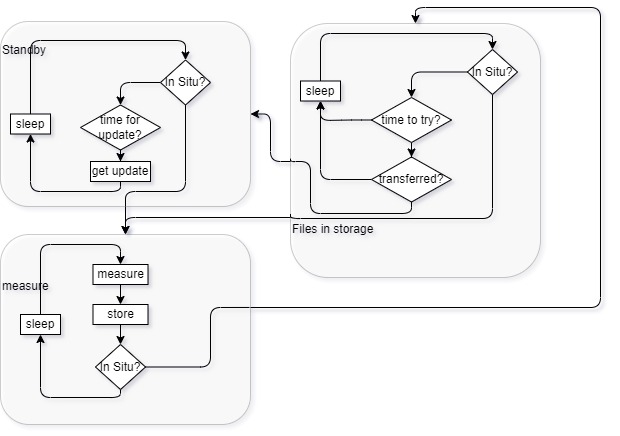 Standby
In Situ?
time for
update?
sleep
get update
In Situ?
sleep
time to try?
transferred?
Files in storage
measure
measure
store
sleep
In Situ?